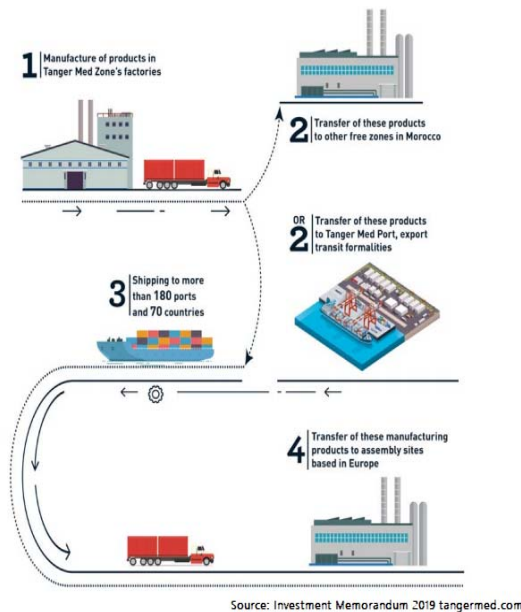 1 Manufacture of products in
Tanger Med Zone's factories
2 Transfer of these products
to other free zones in Morocco
OR
2 Transfer of these products
to Tanger Med Port, export
transit formalities
3 Shipping to more
than 180 ports
and 70 countries
4 Transfer of these manufacturing
products to assembly sites
based in Europe
Source: Investment Memorandum 2019 tangermed.com